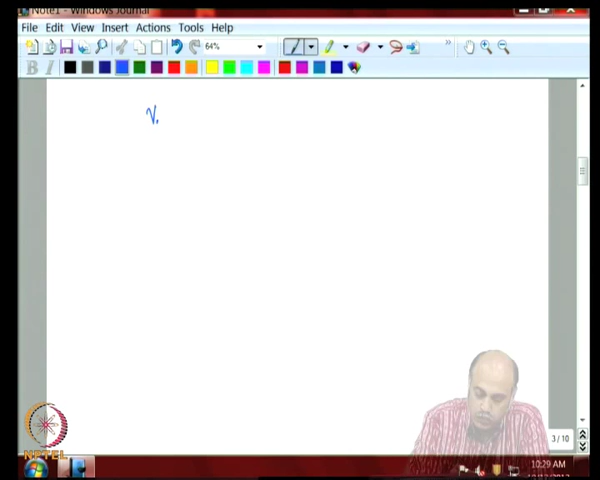 Note1 - Windows Journal
File Edit View Insert Actions Tools Help
64%
B I
V.
3 / 10
NPTEL
10:29 AM